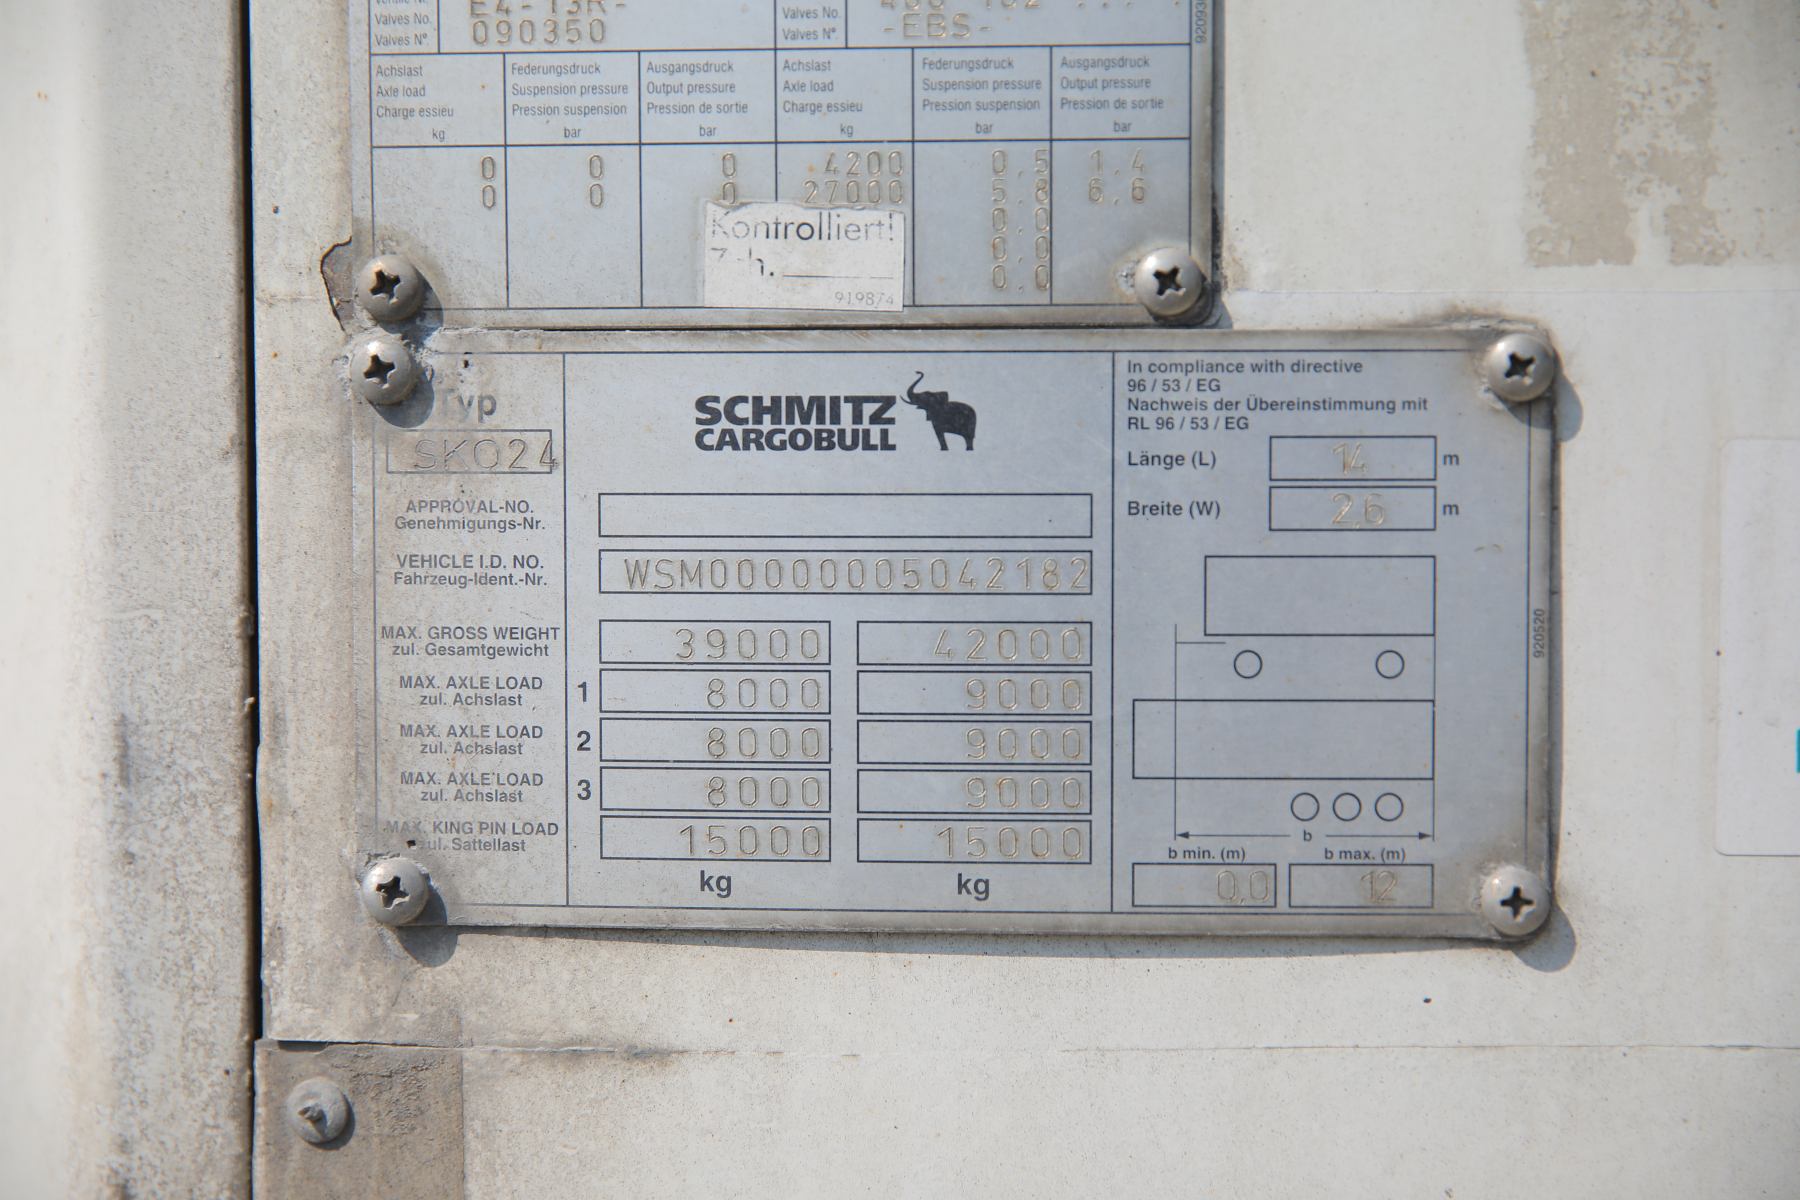 Valves No.
Valves N°.
090350
Valves No.
Valves N°.
-EBS-
Achslast
Axle load
Charge essieu
kg
Federungsdruck
Suspension pressure
Pression suspension
bar
Ausgangsdruck
Output pressure
Pression de sortie
bar
Achslast
Axle load
Charge essieu
kg
Federungsdruck
Suspension pressure
Pression suspension
bar
Ausgangsdruck
Output pressure
Pression de sortie
bar
0 0 0 4200 0,5 1,4
0 0 0 27000 5,8 6,6
0,0
0,0
0,0
Kontrolliert!
919874
Typ
SKO24
SCHMITZ
CARGOBULL
In compliance with directive
96 / 53 / EG
Nachweis der Übereinstimmung mit
RL 96 / 53 / EG
Länge (L) 14 m
Breite (W) 2,6 m
APPROVAL-NO.
Genehmigungs-Nr.
VEHICLE I.D. NO.
Fahrzeug-Ident.-Nr.
WSM00000005042182
MAX. GROSS WEIGHT
zul. Gesamtgewicht
39000 42000
MAX. AXLE LOAD
zul. Achslast
1 8000 9000
MAX. AXLE LOAD
zul. Achslast
2 8000 9000
MAX. AXLE LOAD
zul. Achslast
3 8000 9000
MAX. KING PIN LOAD
zul. Sattellast
15000 15000
kg kg
b
b min. (m) b max. (m)
0,0 12
920520